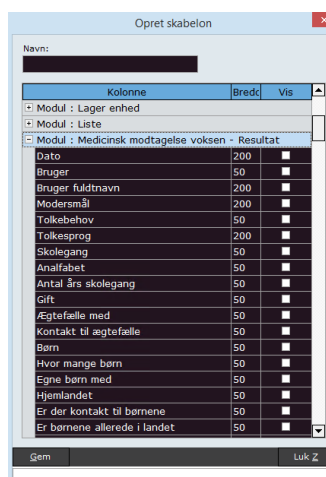 Opret skabelon
Navn:
Kolonne Bredd Vis
Modul : Lager enhed
Modul : Liste
Modul : Medicinsk modtagelse voksen - Resultat
Dato 200
Bruger 50
Bruger fuldtnavn 200
Modersmål 200
Tolkebehov 50
Tolkesprog 200
Skolegang 50
Analfabet 50
Antal års skolegang 50
Gift 50
Ægtefælle med 50
Kontakt til ægtefælle 50
Børn 50
Hvor mange børn 50
Egne børn med 50
Hjemlandet 50
Er der kontakt til børnene 50
Er børnene allerede i landet 50
Gem Luk Z